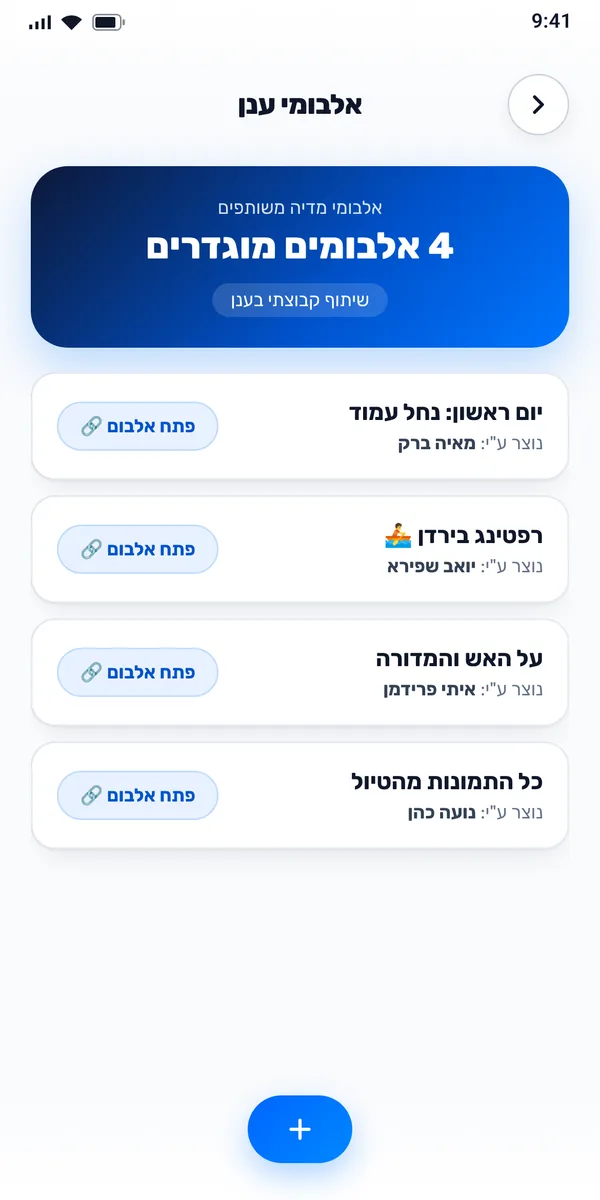 9:41
אלבומי ענן
אלבומי מדיה משותפים
4 אלבומים מוגדרים
שיתוף קבוצתי בענן
יום ראשון: נחל עמוד
נוצר ע"י: מאיה ברק
פתח אלבום 🔗
רפטינג בירדן 🚣
נוצר ע"י: יואב שפירא
פתח אלבום 🔗
על האש והמדורה
נוצר ע"י: איתי פרידמן
פתח אלבום 🔗
כל התמונות מהטיול
נוצר ע"י: נועה כהן
פתח אלבום 🔗
+